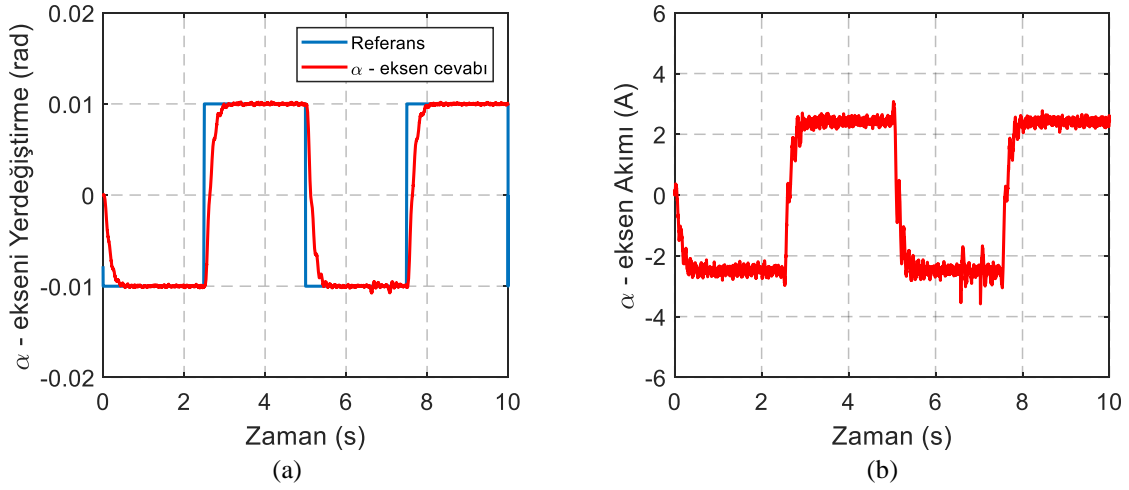 0.02
0.01
0
-0.01
-0.02
α - ekseni Yerdeğiştirme (rad)
Referans
α - eksen cevabı
0 2 4 6 8 10
Zaman (s)
(a)
6
4
2
0
-2
-4
-6
α - eksen Akımı (A)
0 2 4 6 8 10
Zaman (s)
(b)